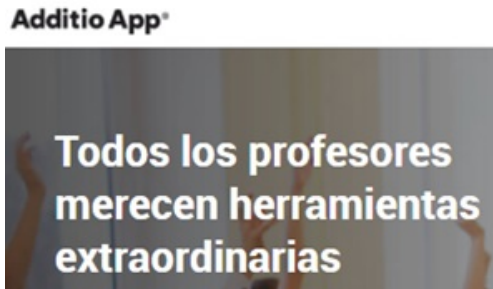 Additio App®
Todos los profesores
merecen herramientas
extraordinarias